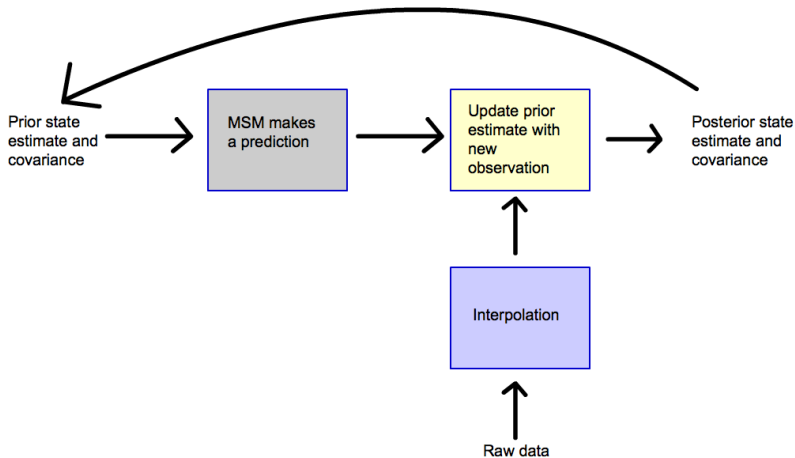 Prior state
estimate and
covariance
MSM makes
a prediction
Update prior
estimate with
new
observation
Posterior state
estimate and
covariance
Interpolation
Raw data